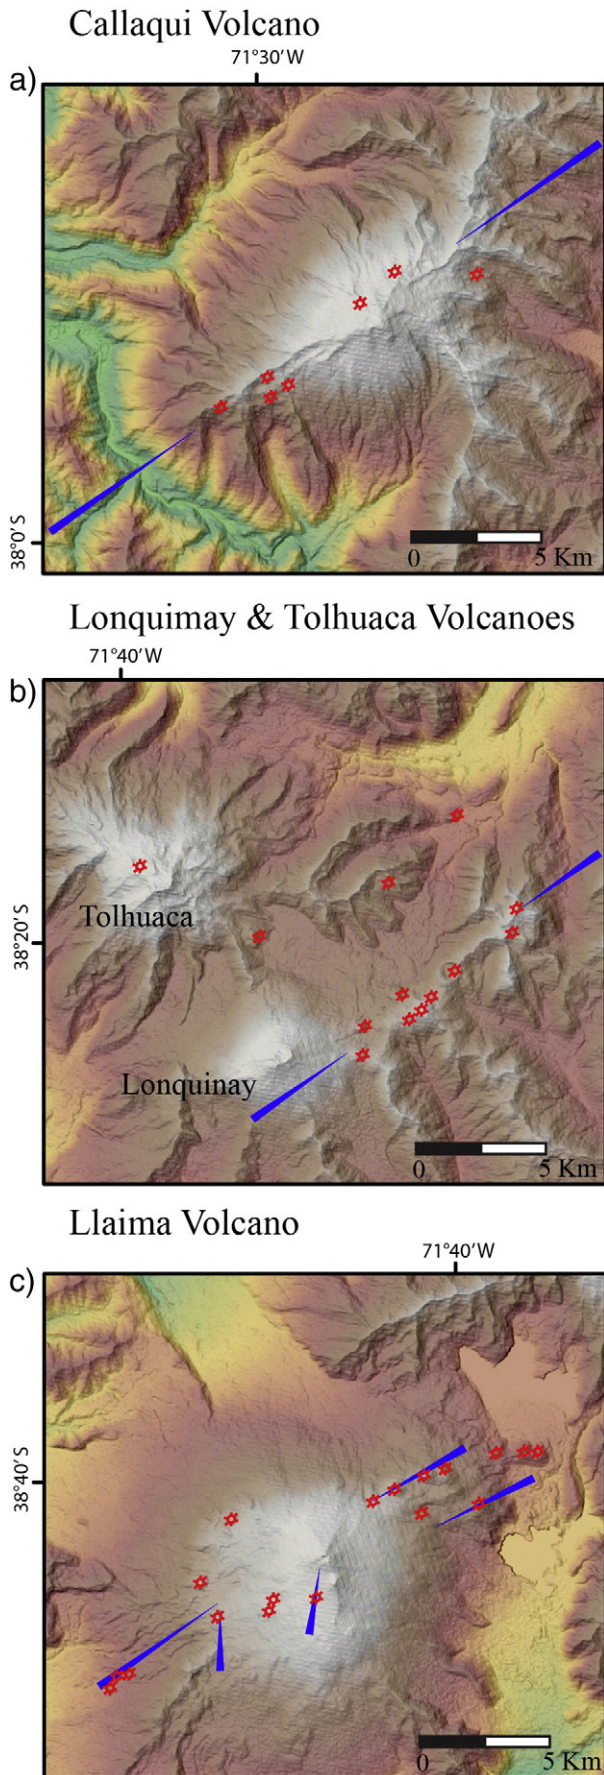 Callaqui Volcano
71°30'W
a)
38°0'S
0 5 Km
Lonquimay & Tolhuaca Volcanoes
71°40'W
b)
Tolhuaca
38°20'S
Lonquinay
0 5 Km
Llaima Volcano
71°40'W
c)
38°40'S
0 5 Km